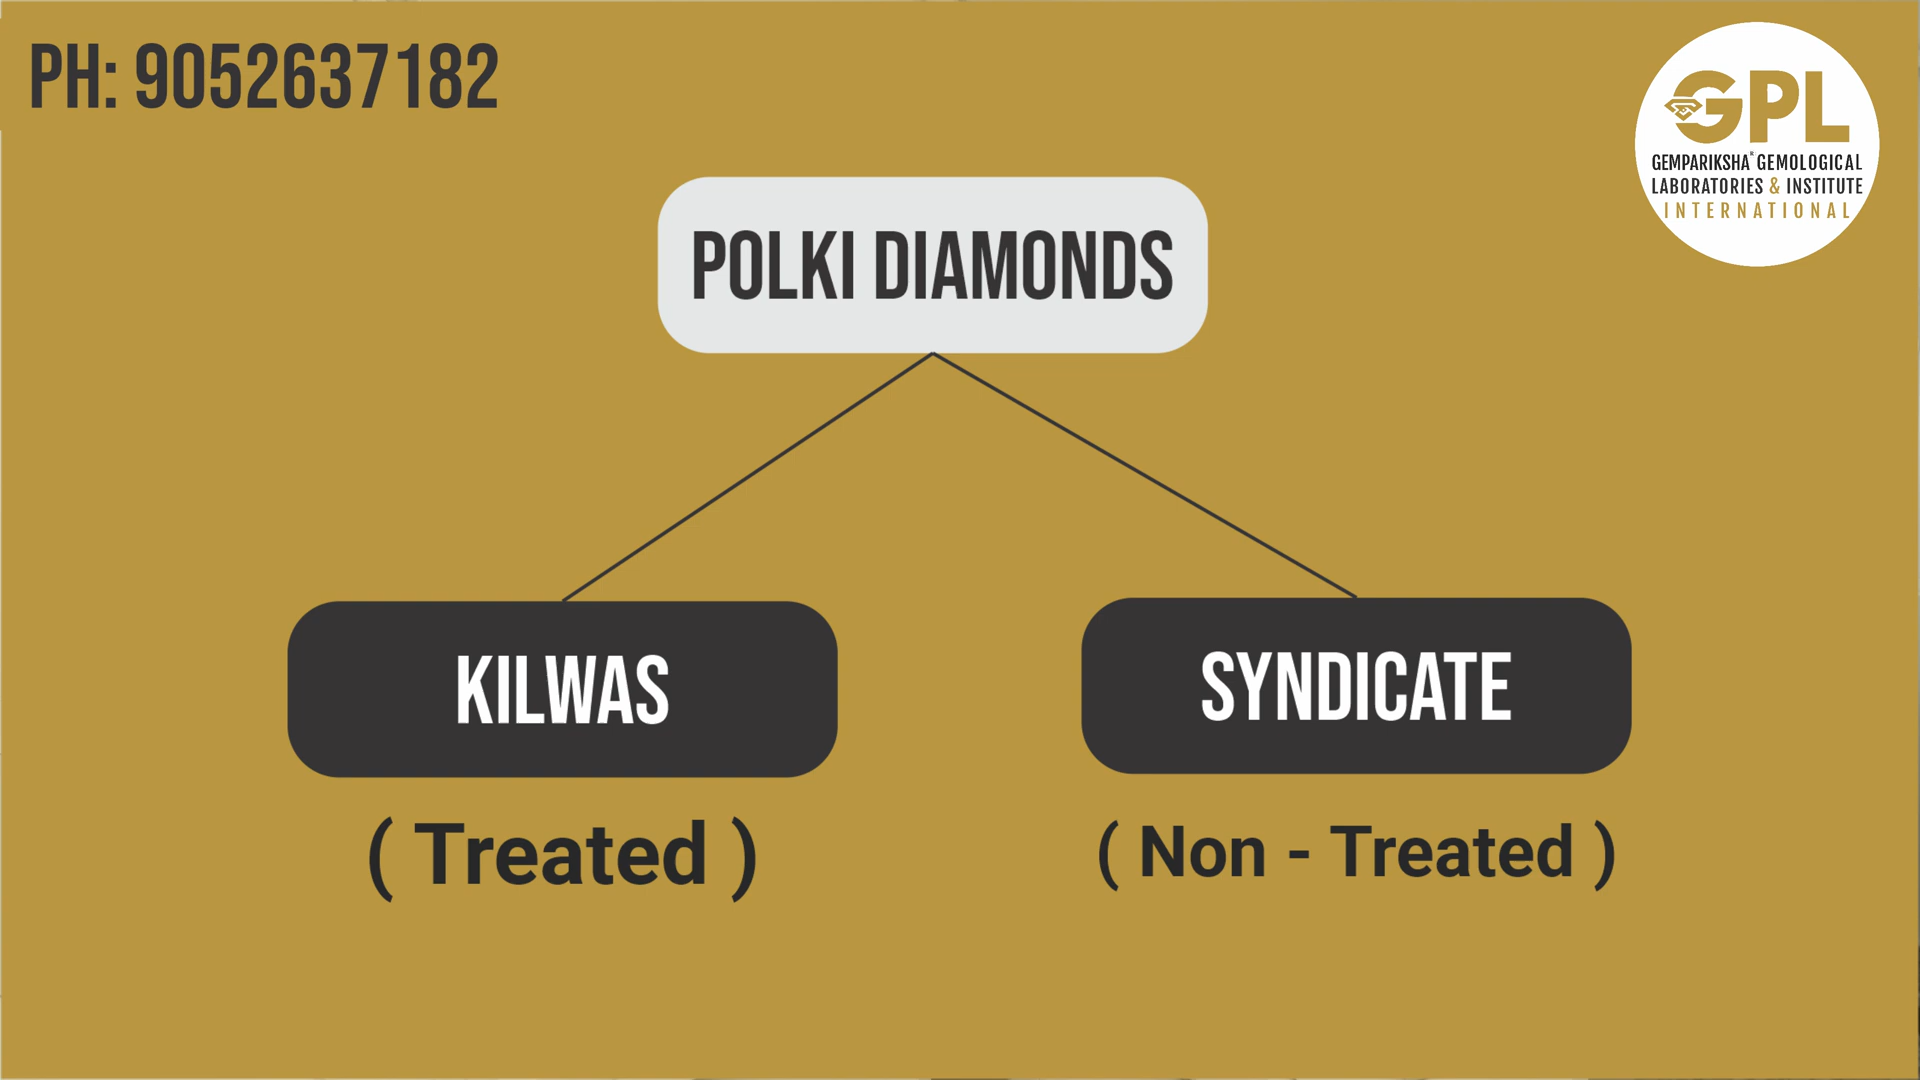 PH: 9052637182
GPL
GEMPARIKSHA* GEMOLOGICAL
LABORATORIES & INSTITUTE
INTERNATIONAL
POLKI DIAMONDS
KILWAS
SYNDICATE
( Treated )
( Non - Treated )